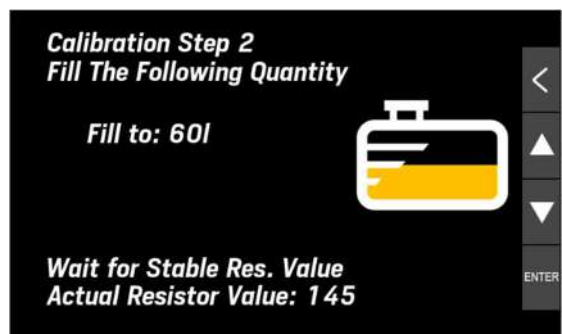 Calibration Step 2
Fill The Following Quantity
Fill to: 60l
Wait for Stable Res. Value
Actual Resistor Value: 145
ENTER